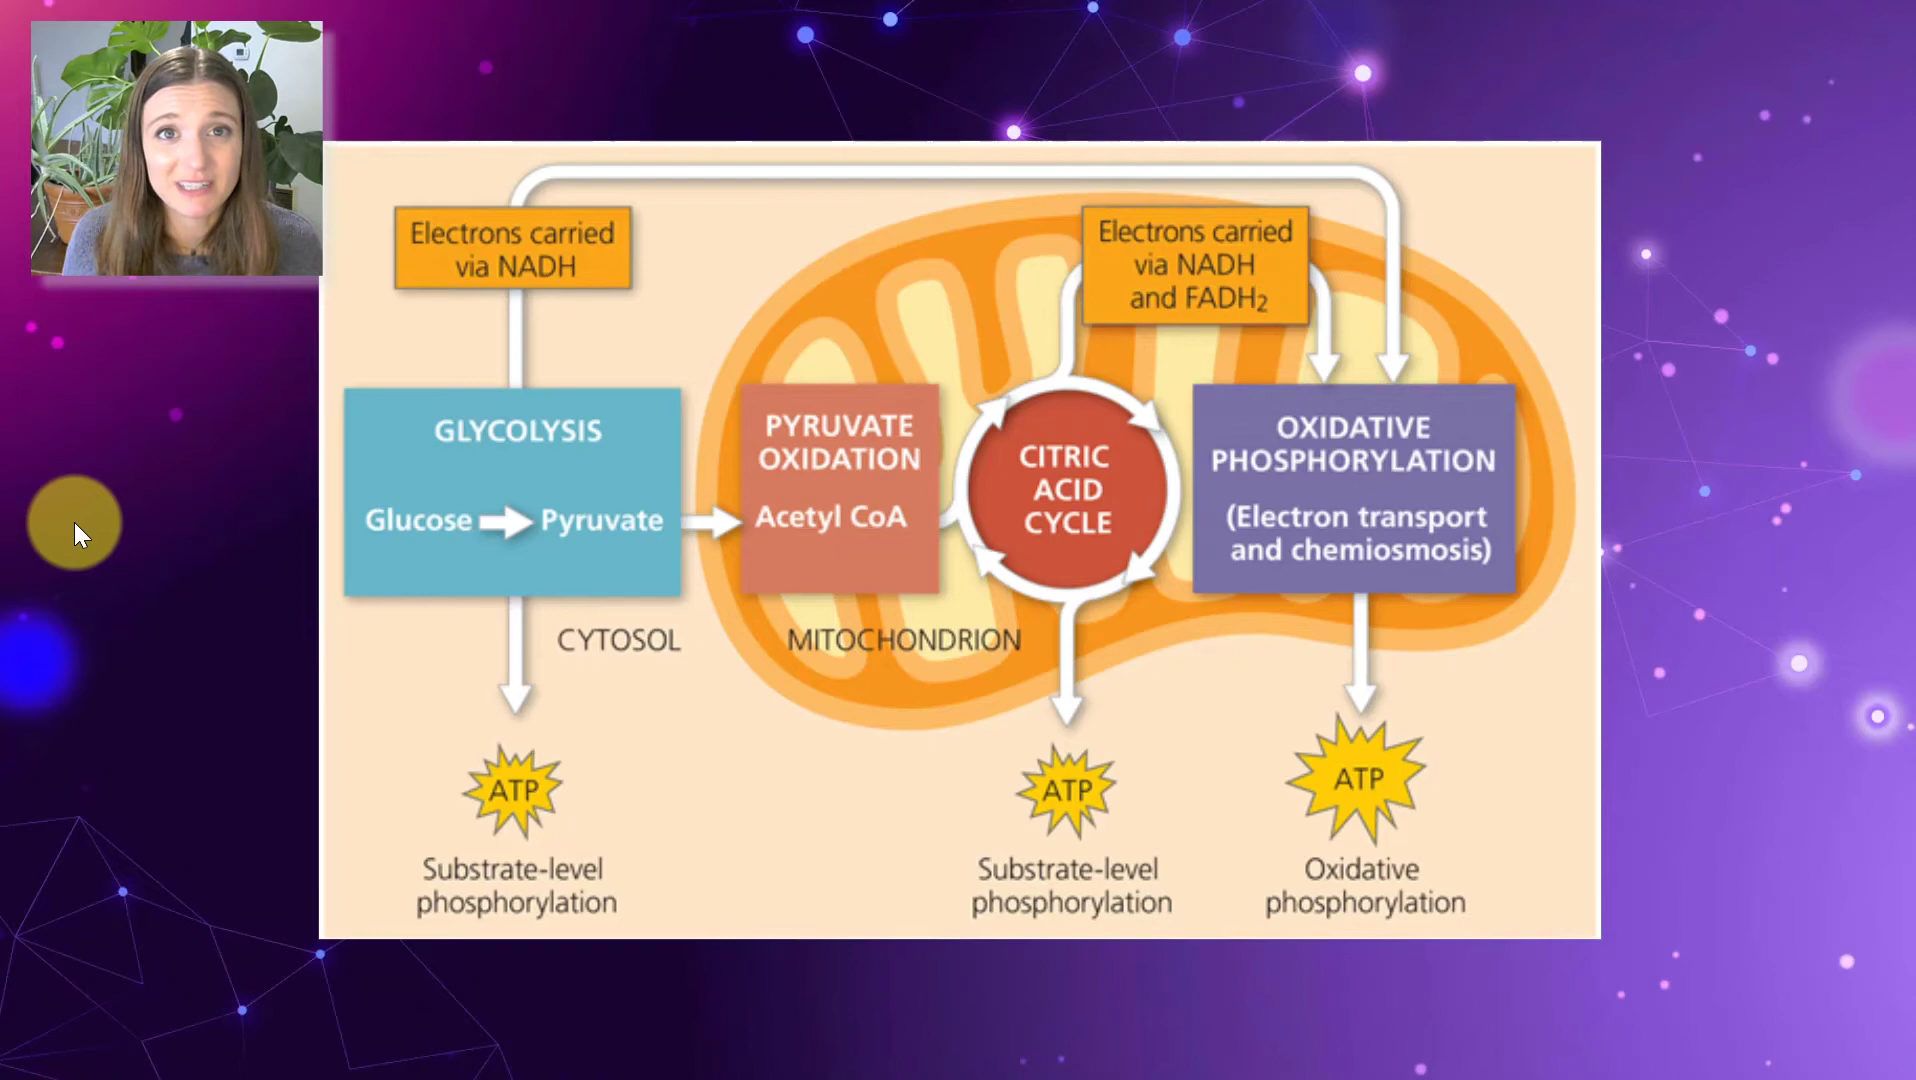 Electrons carried
via NADH
Electrons carried
via NADH
and FADH₂
GLYCOLYSIS
Glucose
Pyruvate
PYRUVATE
OXIDATION
Acetyl CoA
CITRIC
ACID
CYCLE
OXIDATIVE
PHOSPHORYLATION
(Electron transport
and chemiosmosis)
CYTOSOL
MITOCHONDRION
ATP
ATP
ATP
Substrate-level
phosphorylation
Substrate-level
phosphorylation
Oxidative
phosphorylation